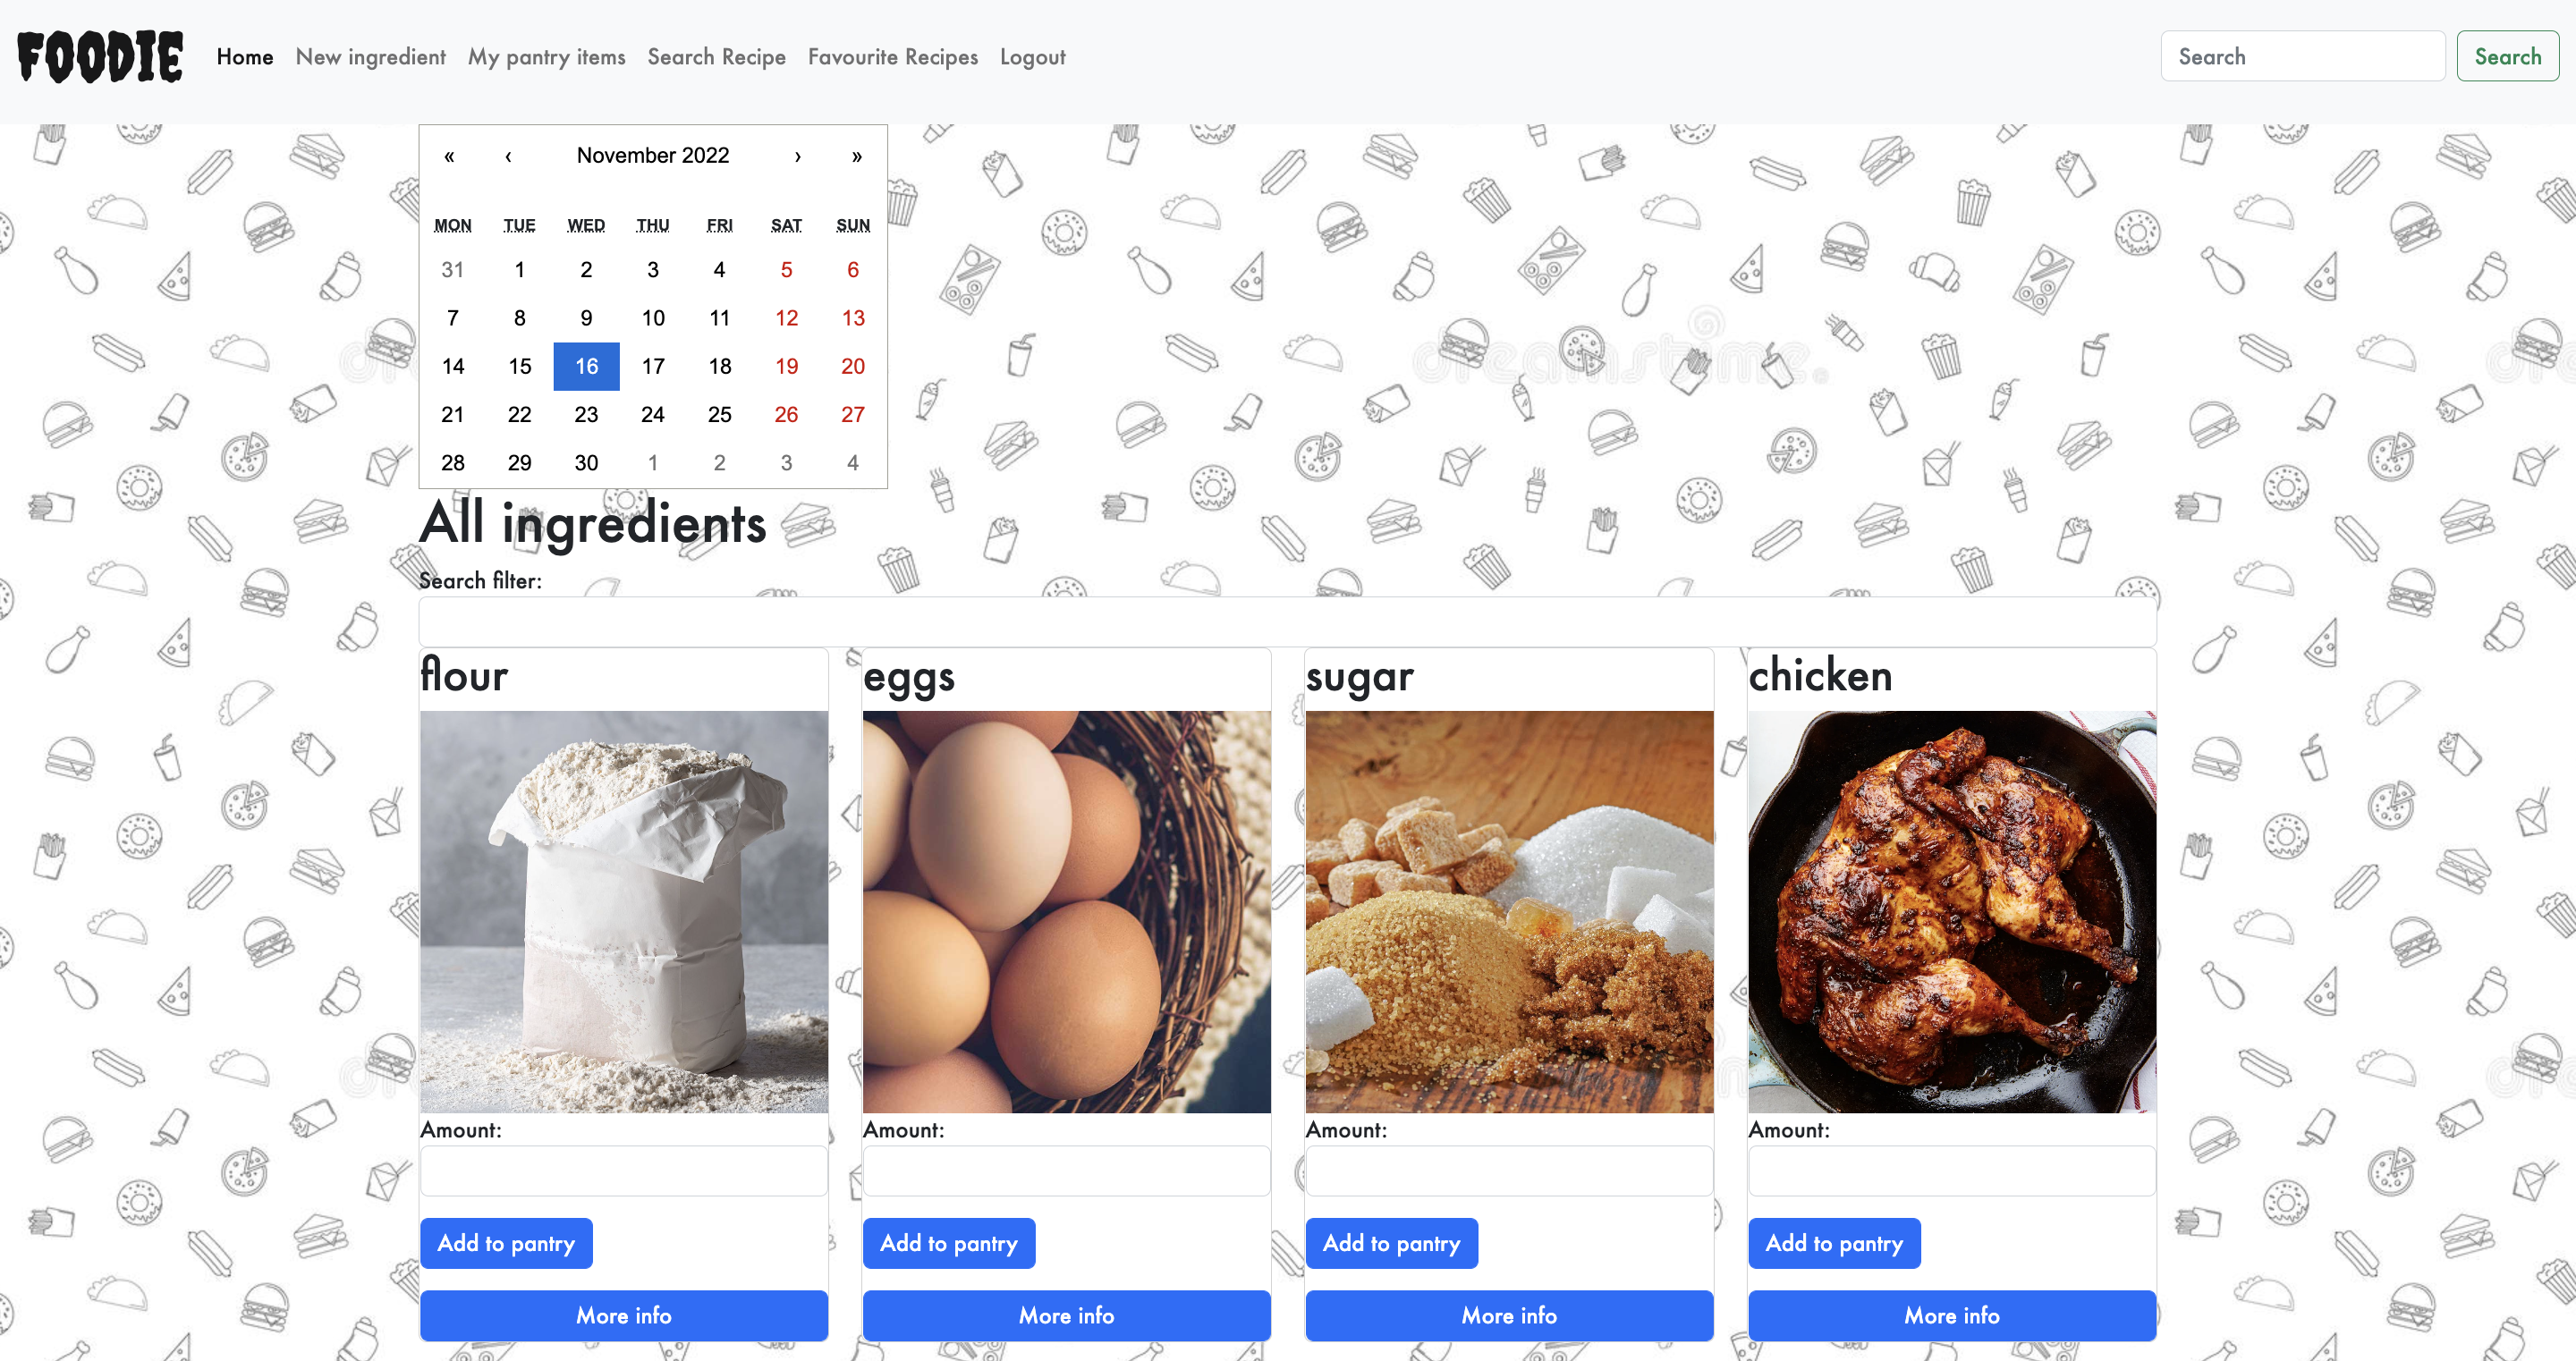 FOODIE Home New ingredient My pantry items Search Recipe Favourite Recipes Logout Search Search
« ‹ November 2022 › »
MON TUE WED THU FRI SAT SUN
31 1 2 3 4 5 6
7 8 9 10 11 12 13
14 15 16 17 18 19 20
21 22 23 24 25 26 27
28 29 30 1 2 3 4
dreamstime.
All ingredients
Search filter:
flour eggs sugar chicken
Amount: Amount: Amount: Amount:
Add to pantry Add to pantry Add to pantry Add to pantry
More info More info More info More info